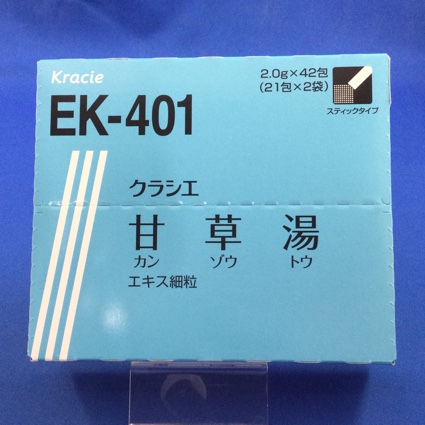 Kracie
2.0g×42包
(21包×2袋)
EK-401
スティックタイプ
クラシエ
甘草湯
カン ゾウ トウ
エキス細粒